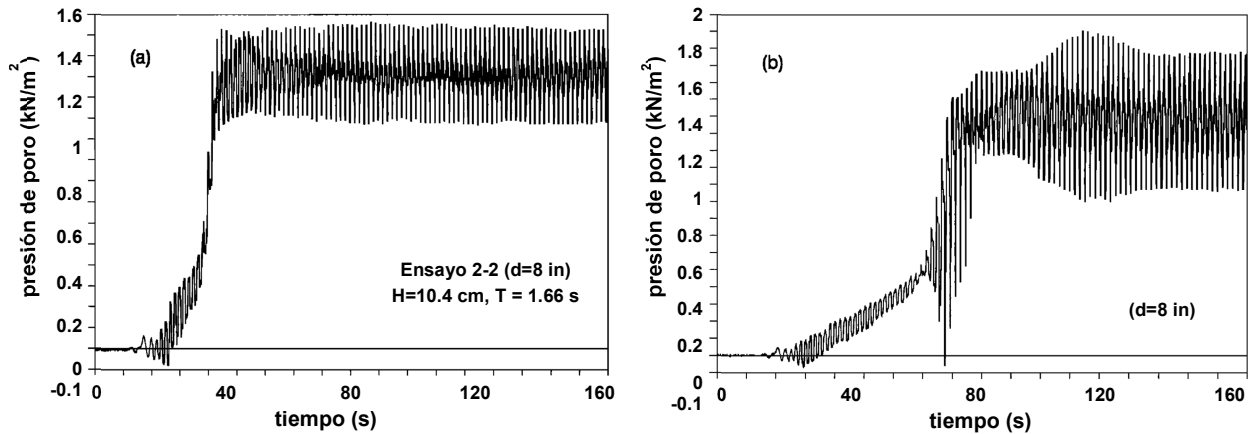 1.6
1.4
1.2
1
0.8
0.6
0.4
0.2
0
-0.1
presión de poro (kN/m²)
(a)
Ensayo 2-2 (d=8 in)
H=10.4 cm, T = 1.66 s
0 40 80 120 160
tiempo (s)
2
1.8
1.6
1.4
1.2
1
0.8
0.6
0.4
0.2
0
-0.1
presión de poro (kN/m²)
(b)
(d=8 in)
0 40 80 120 160
tiempo (s)